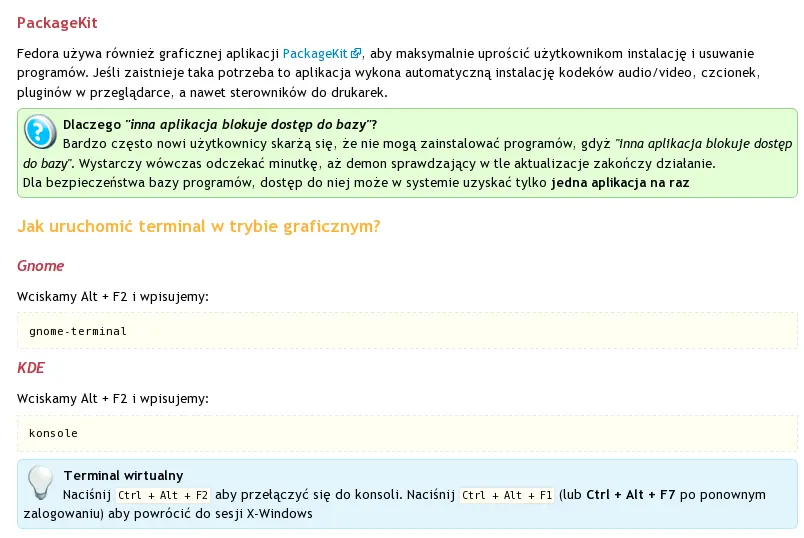 PackageKit
Fedora używa również graficznej aplikacji PackageKit, aby maksymalnie uprościć użytkownikom instalację i usuwanie
programów. Jeśli zaistnieje taka potrzeba to aplikacja wykona automatyczną instalację kodeków audio/video, czcionek,
pluginów w przeglądarce, a nawet sterowników do drukarek.
Dlaczego "inna aplikacja blokuje dostęp do bazy"?
Bardzo często nowi użytkownicy skarżą się, że nie mogą zainstalować programów, gdyż "inna aplikacja blokuje dostęp
do bazy". Wystarczy wówczas odczekać minutkę, aż demon sprawdzający w tle aktualizacje zakończy działanie.
Dla bezpieczeństwa bazy programów, dostęp do niej może w systemie uzyskać tylko jedna aplikacja na raz
Jak uruchomić terminal w trybie graficznym?
Gnome
Wciskamy Alt + F2 i wpisujemy:
gnome-terminal
KDE
Wciskamy Alt + F2 i wpisujemy:
konsole
Terminal wirtualny
Naciśnij Ctrl + Alt + F2 aby przełączyć się do konsoli. Naciśnij Ctrl + Alt + F1 (lub Ctrl + Alt + F7 po ponownym
zalogowaniu) aby powrócić do sesji X-Windows